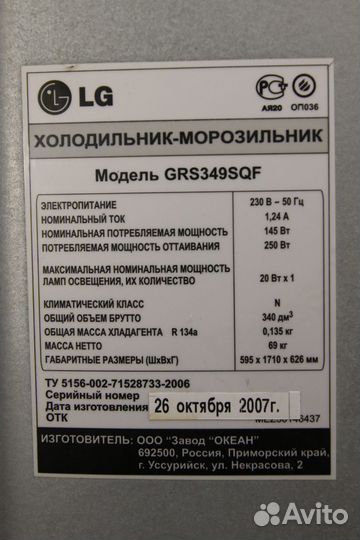 LG
АЯ20 ОП036
ХОЛОДИЛЬНИК-МОРОЗИЛЬНИК
Модель GRS349SQF
ЭЛЕКТРОПИТАНИЕ 230 В – 50 Гц
НОМИНАЛЬНЫЙ ТОК 1,24 А
НОМИНАЛЬНАЯ ПОТРЕБЛЯЕМАЯ МОЩНОСТЬ 145 Вт
ПОТРЕБЛЯЕМАЯ МОЩНОСТЬ ОТТАИВАНИЯ 250 Вт
МАКСИМАЛЬНАЯ НОМИНАЛЬНАЯ МОЩНОСТЬ
ЛАМП ОСВЕЩЕНИЯ, ИХ КОЛИЧЕСТВО 20 Вт x 1
КЛИМАТИЧЕСКИЙ КЛАСС N
ОБЩИЙ ОБЪЕМ БРУТТО 340 дм³
ОБЩАЯ МАССА ХЛАДАГЕНТА R 134a 0,135 кг
МАССА НЕТТО 69 кг
ГАБАРИТНЫЕ РАЗМЕРЫ (ШхВхГ) 595 x 1710 x 626 мм
ТУ 5156-002-71528733-2006
Серийный номер
Дата изготовления 26 октября 2007г.
ОТК
ИЗГОТОВИТЕЛЬ: ООО "Завод "ОКЕАН"
692500, Россия, Приморский край,
г. Уссурийск, ул. Некрасова, 2
Avito